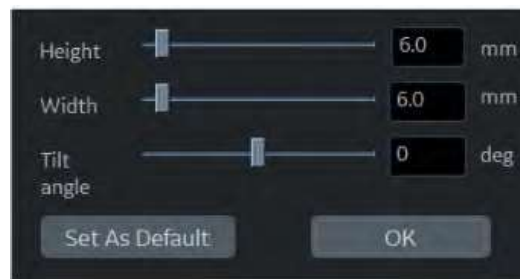 Height 6.0 mm
Width 6.0 mm
Tilt 0 deg
angle
Set As Default OK